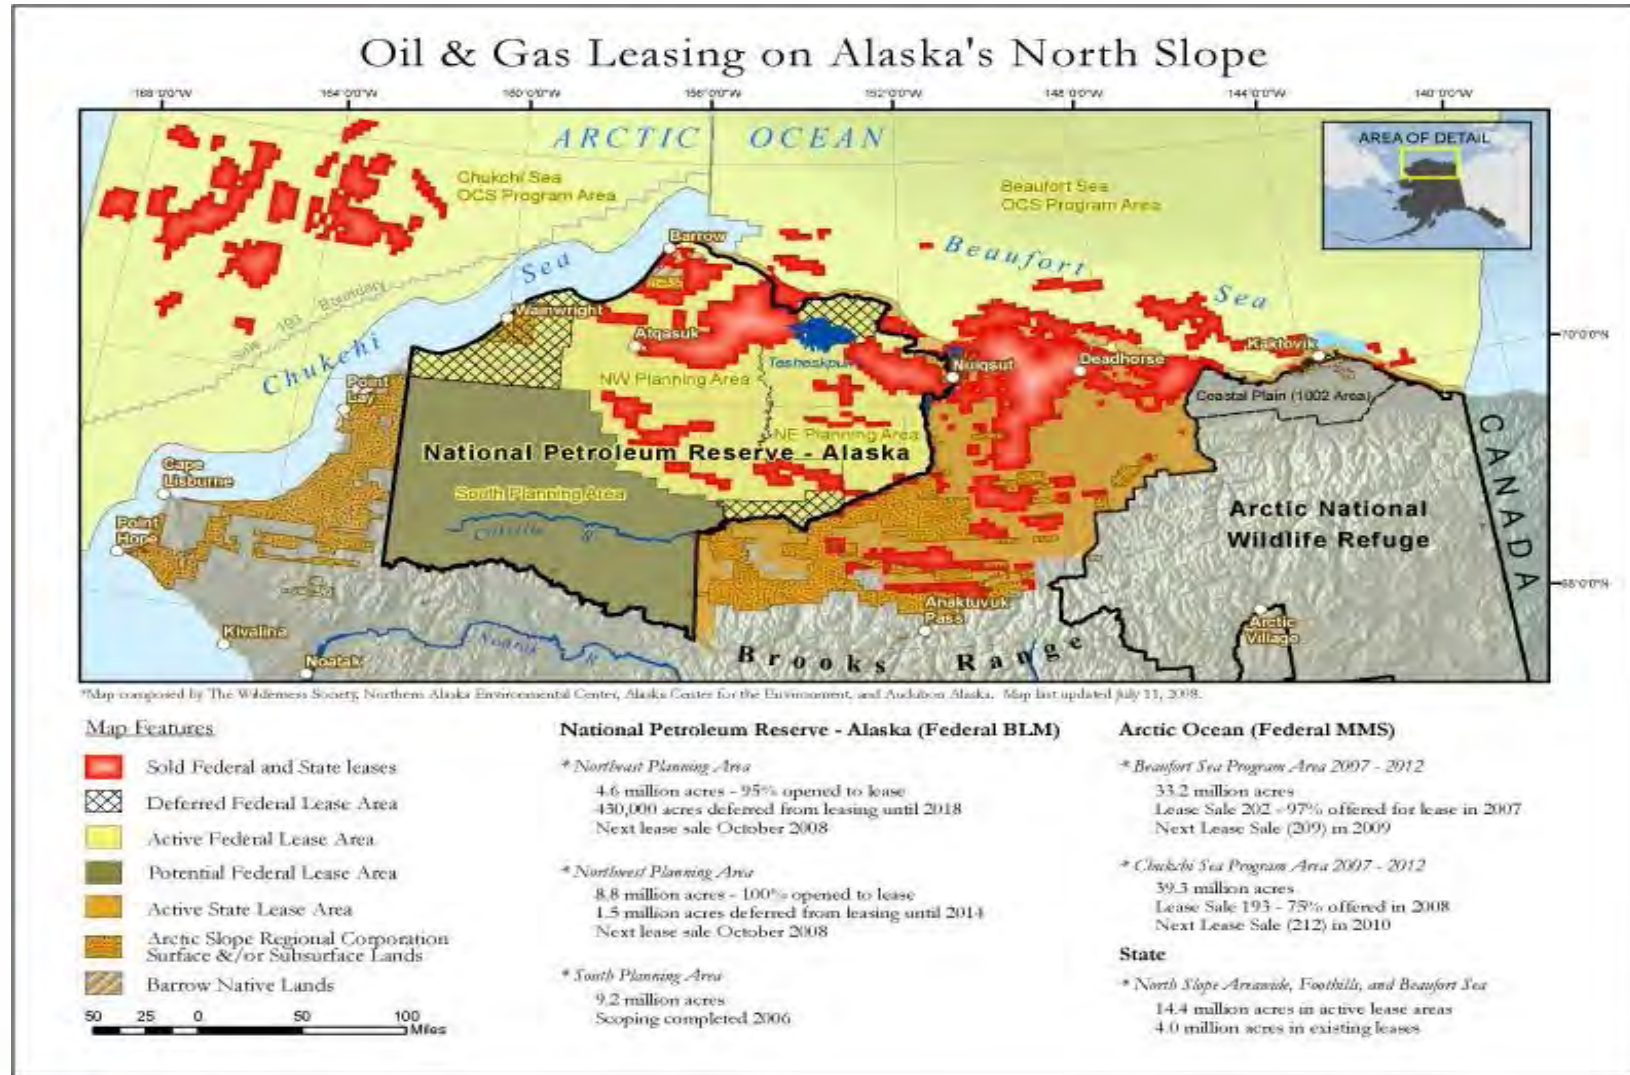 Oil & Gas Leasing on Alaska's North Slope
168°0'0"W 164°0'0"W 160°0'0"W 156°0'0"W 152°0'0"W 148°0'0"W 144°0'0"W 140°0'0"W
ARCTIC OCEAN
AREA OF DETAIL
Chukchi Sea
OCS Program Area
Beaufort Sea
OCS Program Area
Barrow
Beaufort Sea
Chukchi Sea
Sale 193 Boundary
Wainwright
Atqasuk
70°0'0"N
Kaktovik
Nuiqsut
Deadhorse
Point
Lay
NW Planning Area
Coastal Plain (1002 Area)
NE Planning Area
National Petroleum Reserve - Alaska
CANADA
Cape
Lisburne
South Planning Area
Arctic National
Wildlife Refuge
Point
Hope
Colville R
68°0'0"N
Anaktuvuk
Pass
Arctic
Village
Kivalina
Noatak R
Brooks Range
Noatak
*Map composed by The Wilderness Society, Northern Alaska Environmental Center, Alaska Center for the Environment, and Audubon Alaska. Map last updated July 11, 2008.
Map Features
Sold Federal and State leases
Deferred Federal Lease Area
Active Federal Lease Area
Potential Federal Lease Area
Active State Lease Area
Arctic Slope Regional Corporation
Surface &/or Subsurface Lands
Barrow Native Lands
50 25 0 50 100
Miles
National Petroleum Reserve - Alaska (Federal BLM)
* Northeast Planning Area
4.6 million acres - 95% opened to lease
430,000 acres deferred from leasing until 2018
Next lease sale October 2008
* Northwest Planning Area
8.8 million acres - 100% opened to lease
1.5 million acres deferred from leasing until 2014
Next lease sale October 2008
* South Planning Area
9.2 million acres
Scoping completed 2006
Arctic Ocean (Federal MMS)
* Beaufort Sea Program Area 2007 - 2012
33.2 million acres
Lease Sale 202 - 97% offered for lease in 2007
Next Lease Sale (209) in 2009
* Chukchi Sea Program Area 2007 - 2012
39.3 million acres
Lease Sale 193 - 75% offered in 2008
Next Lease Sale (212) in 2010
State
* North Slope Areawide, Foothills, and Beaufort Sea
14.4 million acres in active lease areas
4.0 million acres in existing leases